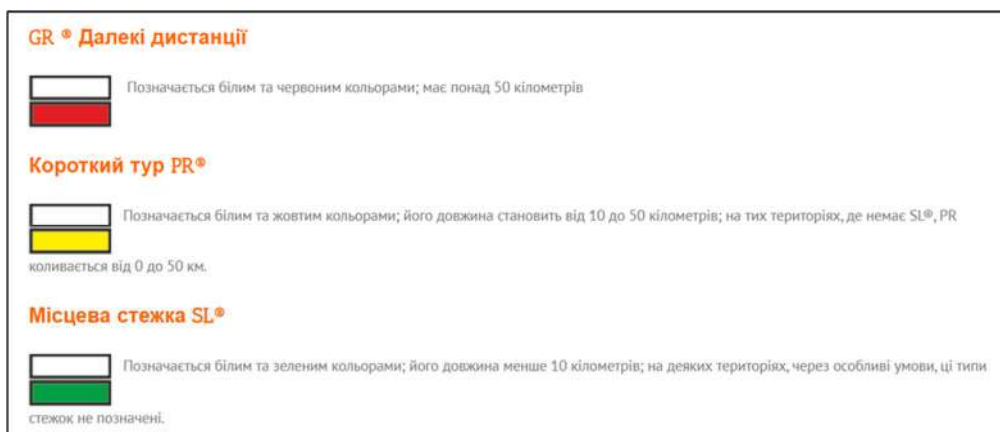 GR ® Далекі дистанції
Позначається білим та червоним кольорами; має понад 50 кілометрів
Короткий тур PR®
Позначається білим та жовтим кольорами; його довжина становить від 10 до 50 кілометрів; на тих територіях, де немає SL®, PR
коливається від 0 до 50 км.
Місцева стежка SL®
Позначається білим та зеленим кольорами; його довжина менше 10 кілометрів; на деяких територіях, через особливі умови, ці типи
стежок не позначені.